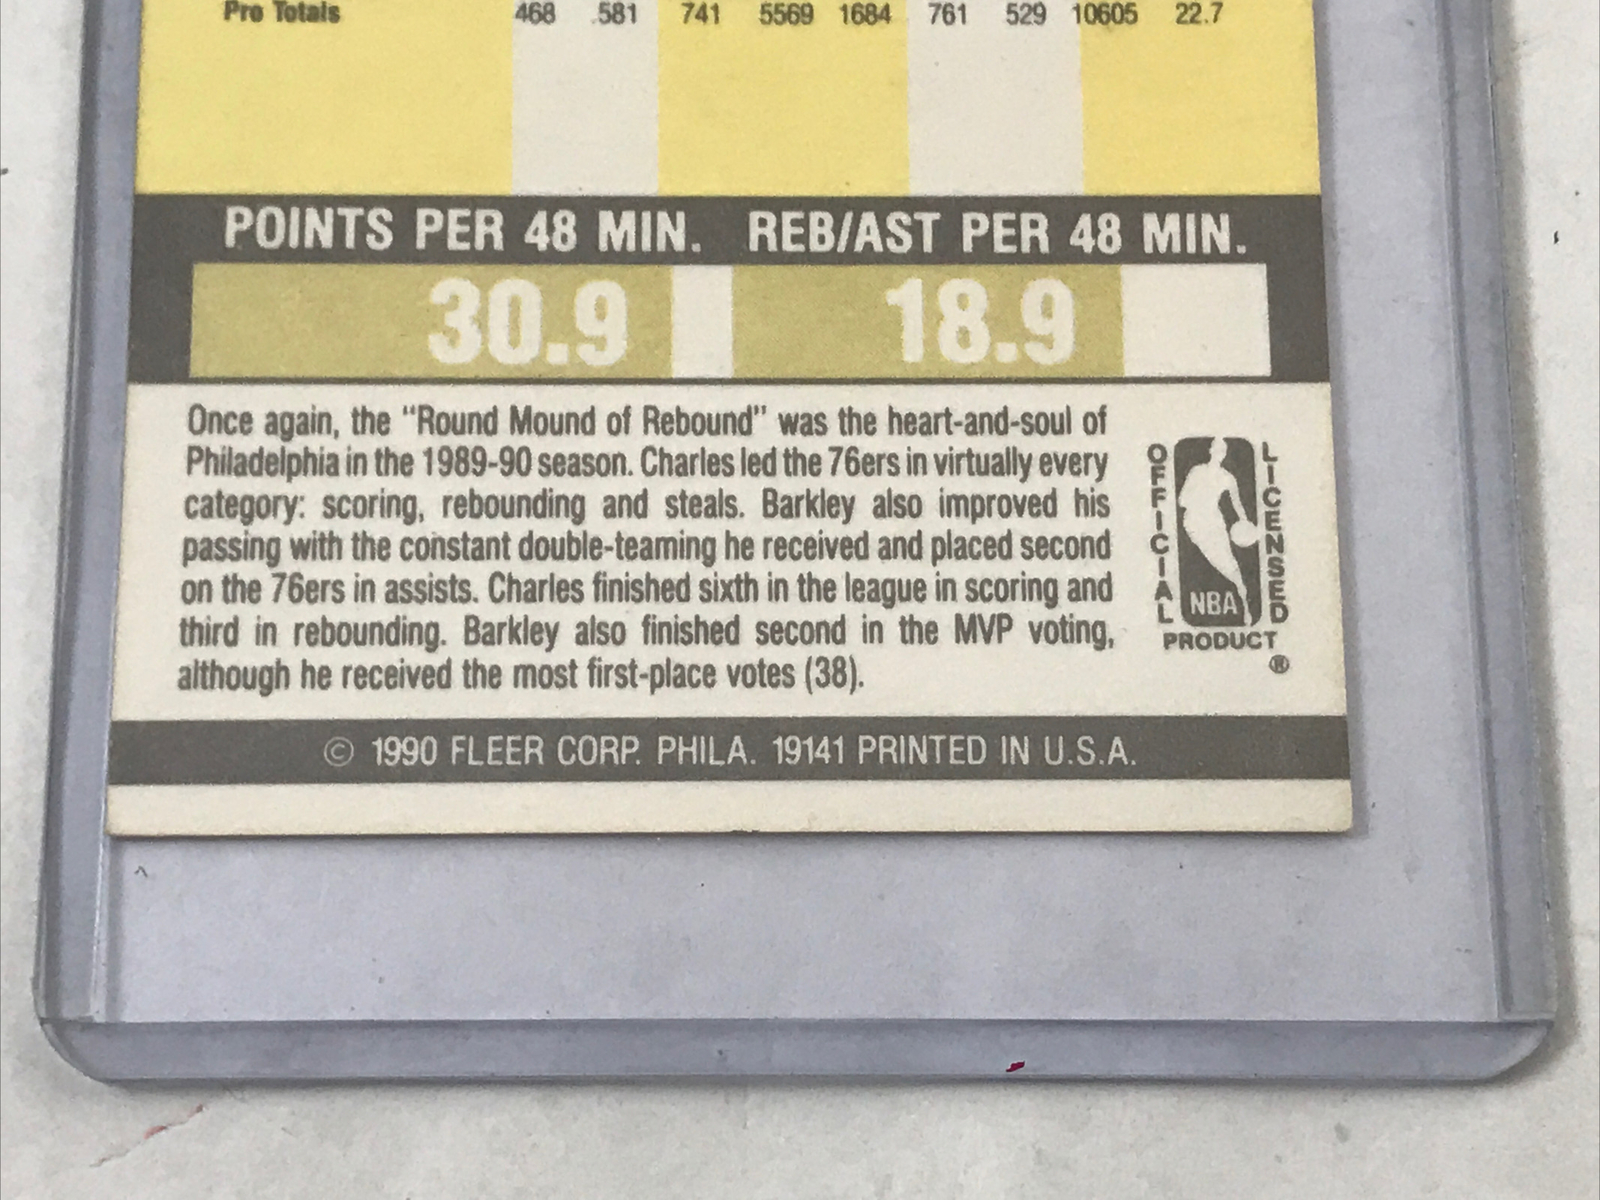 Pro Totals 468 .581 741 5569 1684 761 529 10605 22.7
POINTS PER 48 MIN. REB/AST PER 48 MIN.
30.9 18.9
Once again, the "Round Mound of Rebound" was the heart-and-soul of
Philadelphia in the 1989-90 season. Charles led the 76ers in virtually every
category: scoring, rebounding and steals. Barkley also improved his
passing with the constant double-teaming he received and placed second
on the 76ers in assists. Charles finished sixth in the league in scoring and
third in rebounding. Barkley also finished second in the MVP voting,
although he received the most first-place votes (38).
OFFICIAL
NBA
LICENSED
PRODUCT
®
© 1990 FLEER CORP. PHILA. 19141 PRINTED IN U.S.A.